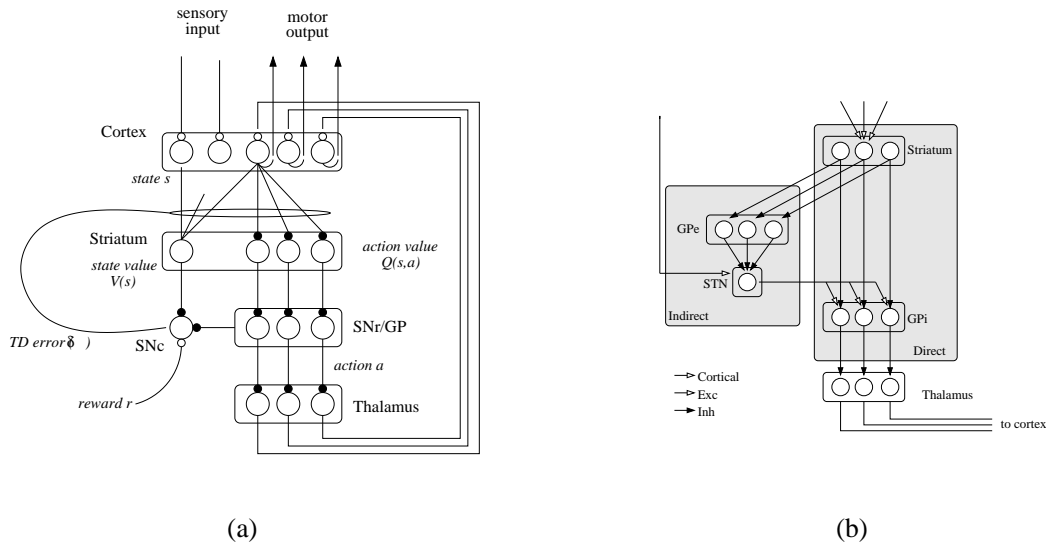 sensory input
motor output
Cortex
state s
Striatum
state value V(s)
action value Q(s,a)
SNr/GP
SNc
TD error δ )
action a
reward r
Thalamus
(a)
Striatum
GPe
STN
Indirect
GPi
Direct
Cortical
Exc
Inh
Thalamus
to cortex
(b)